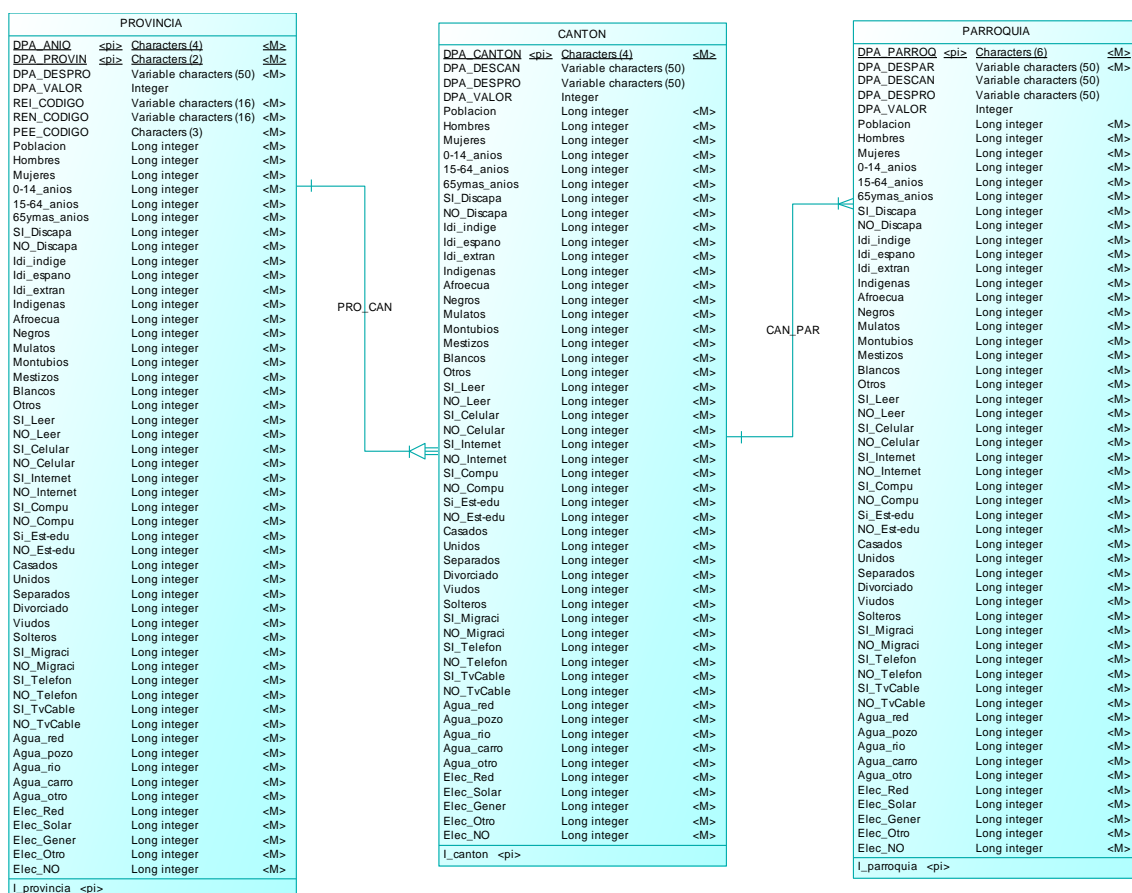 PROVINCIA
DPA_ANIO <pi> Characters (4) <M>
DPA_PROVIN <pi> Characters (2) <M>
DPA_DESPRO Variable characters (50) <M>
DPA_VALOR Integer
REI_CODIGO Variable characters (16) <M>
REN_CODIGO Variable characters (16) <M>
PEE_CODIGO Characters (3) <M>
Poblacion Long integer <M>
Hombres Long integer <M>
Mujeres Long integer <M>
0-14_anios Long integer <M>
15-64_anios Long integer <M>
65ymas_anios Long integer <M>
SI_Discapa Long integer <M>
NO_Discapa Long integer <M>
Idi_indige Long integer <M>
Idi_espano Long integer <M>
Idi_extran Long integer <M>
Indigenas Long integer <M>
Afroecua Long integer <M>
Negros Long integer <M>
Mulatos Long integer <M>
Montubios Long integer <M>
Mestizos Long integer <M>
Blancos Long integer <M>
Otros Long integer <M>
SI_Leer Long integer <M>
NO_Leer Long integer <M>
SI_Celular Long integer <M>
NO_Celular Long integer <M>
SI_Internet Long integer <M>
NO_Internet Long integer <M>
SI_Compu Long integer <M>
NO_Compu Long integer <M>
Si_Est-edu Long integer <M>
NO_Est-edu Long integer <M>
Casados Long integer <M>
Unidos Long integer <M>
Separados Long integer <M>
Divorciado Long integer <M>
Viudos Long integer <M>
Solteros Long integer <M>
SI_Migraci Long integer <M>
NO_Migraci Long integer <M>
SI_Telefon Long integer <M>
NO_Telefon Long integer <M>
SI_TvCable Long integer <M>
NO_TvCable Long integer <M>
Agua_red Long integer <M>
Agua_pozo Long integer <M>
Agua_rio Long integer <M>
Agua_carro Long integer <M>
Agua_otro Long integer <M>
Elec_Red Long integer <M>
Elec_Solar Long integer <M>
Elec_Gener Long integer <M>
Elec_Otro Long integer <M>
Elec_NO Long integer <M>
I_provincia <pi>
PRO_CAN
CANTON
DPA_CANTON <pi> Characters (4) <M>
DPA_DESCAN Variable characters (50)
DPA_DESPRO Variable characters (50)
DPA_VALOR Integer
Poblacion Long integer <M>
Hombres Long integer <M>
Mujeres Long integer <M>
0-14_anios Long integer <M>
15-64_anios Long integer <M>
65ymas_anios Long integer <M>
SI_Discapa Long integer <M>
NO_Discapa Long integer <M>
Idi_indige Long integer <M>
Idi_espano Long integer <M>
Idi_extran Long integer <M>
Indigenas Long integer <M>
Afroecua Long integer <M>
Negros Long integer <M>
Mulatos Long integer <M>
Montubios Long integer <M>
Mestizos Long integer <M>
Blancos Long integer <M>
Otros Long integer <M>
SI_Leer Long integer <M>
NO_Leer Long integer <M>
SI_Celular Long integer <M>
NO_Celular Long integer <M>
SI_Internet Long integer <M>
NO_Internet Long integer <M>
SI_Compu Long integer <M>
NO_Compu Long integer <M>
Si_Est-edu Long integer <M>
NO_Est-edu Long integer <M>
Casados Long integer <M>
Unidos Long integer <M>
Separados Long integer <M>
Divorciado Long integer <M>
Viudos Long integer <M>
Solteros Long integer <M>
SI_Migraci Long integer <M>
NO_Migraci Long integer <M>
SI_Telefon Long integer <M>
NO_Telefon Long integer <M>
SI_TvCable Long integer <M>
NO_TvCable Long integer <M>
Agua_red Long integer <M>
Agua_pozo Long integer <M>
Agua_rio Long integer <M>
Agua_carro Long integer <M>
Agua_otro Long integer <M>
Elec_Red Long integer <M>
Elec_Solar Long integer <M>
Elec_Gener Long integer <M>
Elec_Otro Long integer <M>
Elec_NO Long integer <M>
I_canton <pi>
CAN_PAR
PARROQUIA
DPA_PARROQ <pi> Characters (6) <M>
DPA_DESPAR Variable characters (50) <M>
DPA_DESCAN Variable characters (50)
DPA_DESPRO Variable characters (50)
DPA_VALOR Integer
Poblacion Long integer <M>
Hombres Long integer <M>
Mujeres Long integer <M>
0-14_anios Long integer <M>
15-64_anios Long integer <M>
65ymas_anios Long integer <M>
SI_Discapa Long integer <M>
NO_Discapa Long integer <M>
Idi_indige Long integer <M>
Idi_espano Long integer <M>
Idi_extran Long integer <M>
Indigenas Long integer <M>
Afroecua Long integer <M>
Negros Long integer <M>
Mulatos Long integer <M>
Montubios Long integer <M>
Mestizos Long integer <M>
Blancos Long integer <M>
Otros Long integer <M>
SI_Leer Long integer <M>
NO_Leer Long integer <M>
SI_Celular Long integer <M>
NO_Celular Long integer <M>
SI_Internet Long integer <M>
NO_Internet Long integer <M>
SI_Compu Long integer <M>
NO_Compu Long integer <M>
Si_Est-edu Long integer <M>
NO_Est-edu Long integer <M>
Casados Long integer <M>
Unidos Long integer <M>
Separados Long integer <M>
Divorciado Long integer <M>
Viudos Long integer <M>
Solteros Long integer <M>
SI_Migraci Long integer <M>
NO_Migraci Long integer <M>
SI_Telefon Long integer <M>
NO_Telefon Long integer <M>
SI_TvCable Long integer <M>
NO_TvCable Long integer <M>
Agua_red Long integer <M>
Agua_pozo Long integer <M>
Agua_rio Long integer <M>
Agua_carro Long integer <M>
Agua_otro Long integer <M>
Elec_Red Long integer <M>
Elec_Solar Long integer <M>
Elec_Gener Long integer <M>
Elec_Otro Long integer <M>
Elec_NO Long integer <M>
I_parroquia <pi>